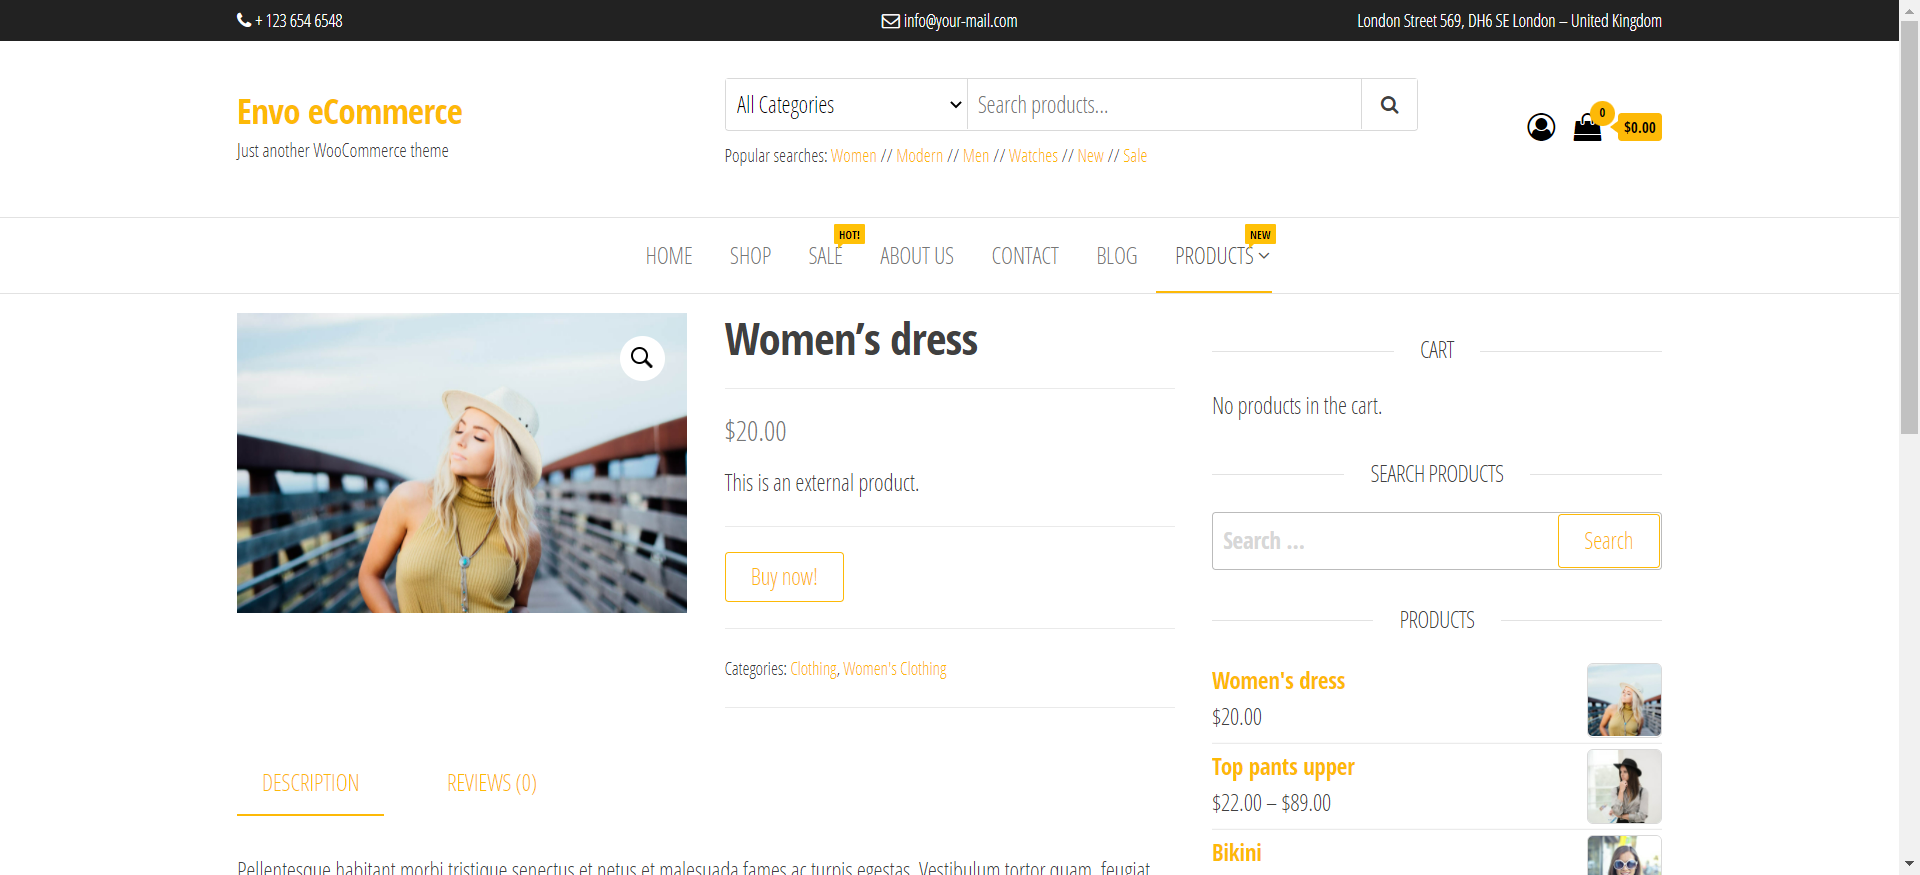 + 123 654 6548
info@your-mail.com
London Street 569, DH6 SE London – United Kingdom
Envo eCommerce
Just another WooCommerce theme
All Categories
Search products...
Popular searches: Women // Modern // Men // Watches // New // Sale
0
$0.00
HOME
SHOP
SALE
HOT!
ABOUT US
CONTACT
BLOG
PRODUCTS
NEW
Women’s dress
$20.00
This is an external product.
Buy now!
Categories: Clothing, Women's Clothing
CART
No products in the cart.
SEARCH PRODUCTS
Search ...
Search
PRODUCTS
Women's dress
$20.00
Top pants upper
$22.00 – $89.00
Bikini
DESCRIPTION
REVIEWS (0)
Pellentesque habitant morbi tristique senectus et netus et malesuada fames ac turpis egestas. Vestibulum tortor quam, feugiat